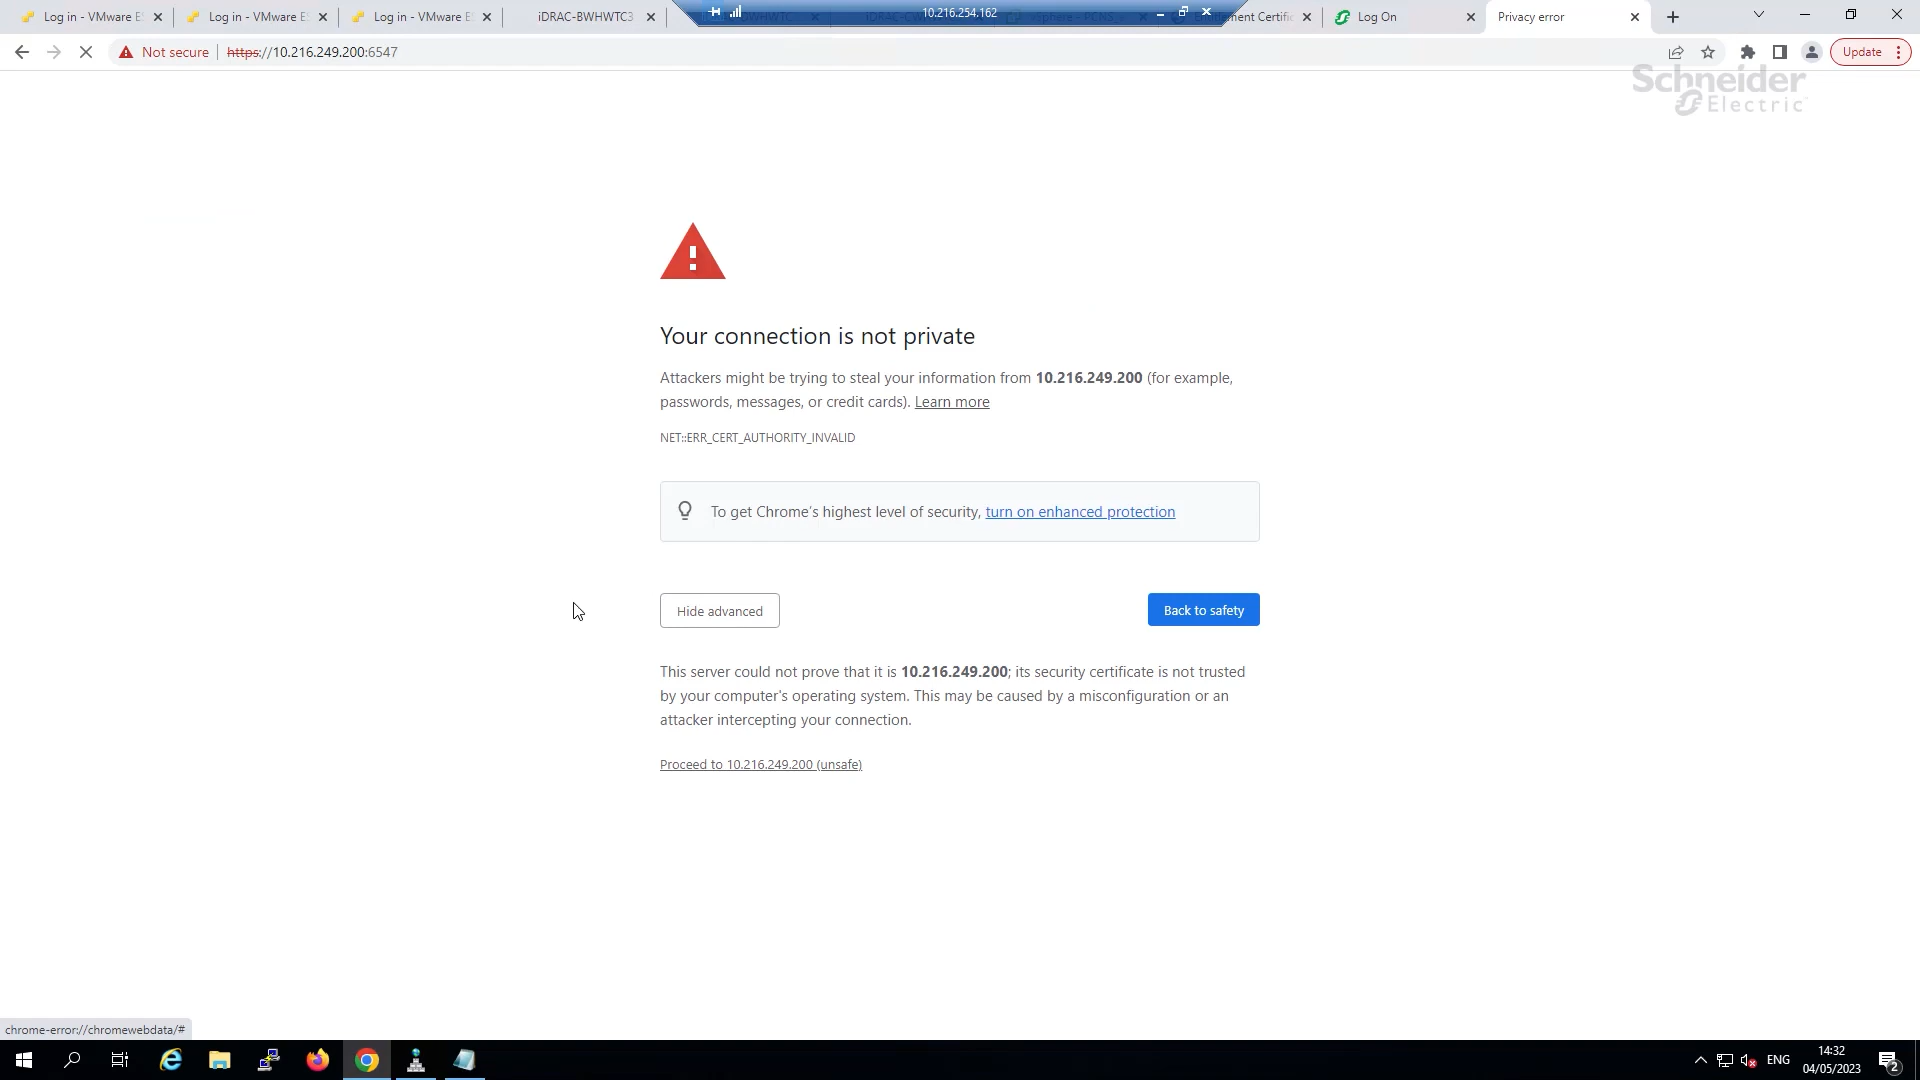 Log in - VMware ES
Log in - VMware ES
Log in - VMware ES
iDRAC-BWHWTC3
10.216.254.162
Log On
Privacy error
Not secure
https://10.216.249.200:6547
Update
Schneider
Electric
Your connection is not private
Attackers might be trying to steal your information from 10.216.249.200 (for example,
passwords, messages, or credit cards). Learn more
NET::ERR_CERT_AUTHORITY_INVALID
To get Chrome's highest level of security, turn on enhanced protection
Hide advanced
Back to safety
This server could not prove that it is 10.216.249.200; its security certificate is not trusted
by your computer's operating system. This may be caused by a misconfiguration or an
attacker intercepting your connection.
Proceed to 10.216.249.200 (unsafe)
chrome-error://chromewebdata/#
ENG
14:32
04/05/2023
2